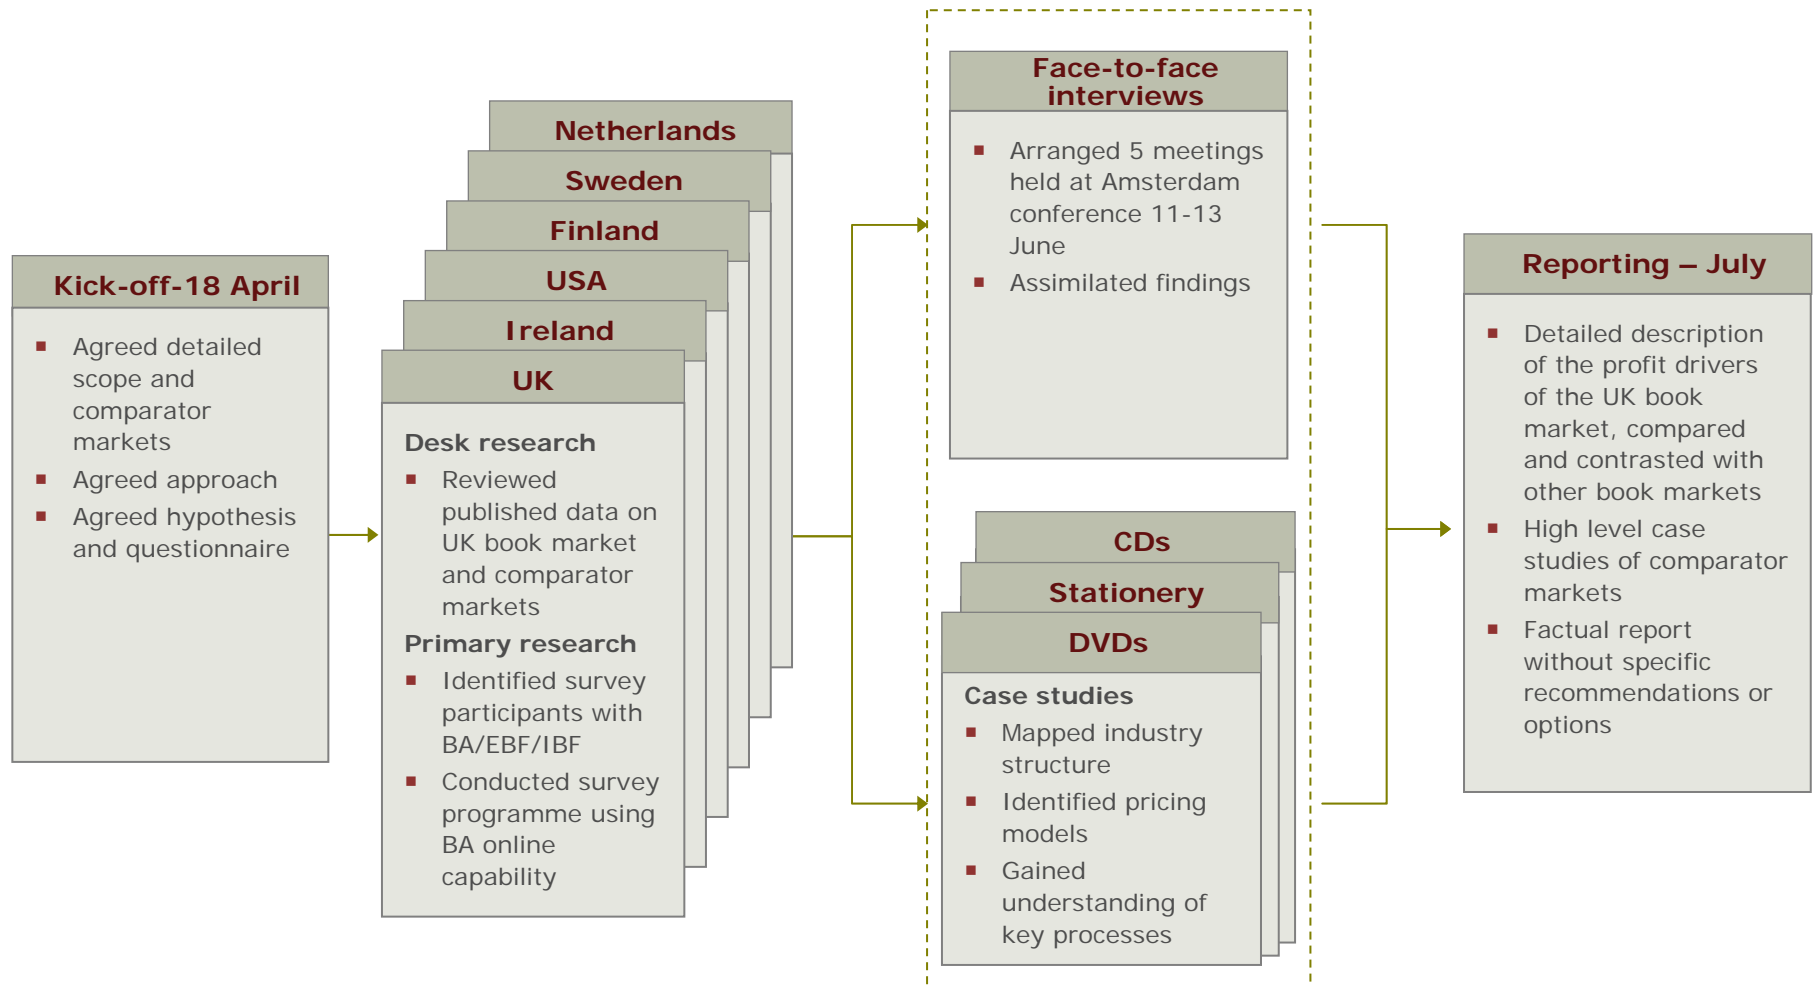 Kick-off-18 April
Agreed detailed
scope and
comparator
markets
Agreed approach
Agreed hypothesis
and questionnaire
Netherlands
Sweden
Finland
USA
Ireland
UK
Desk research
Reviewed
published data on
UK book market
and comparator
markets
Primary research
Identified survey
participants with
BA/EBF/IBF
Conducted survey
programme using
BA online
capability
Face-to-face
interviews
Arranged 5 meetings
held at Amsterdam
conference 11-13
June
Assimilated findings
CDs
Stationery
DVDs
Case studies
Mapped industry
structure
Identified pricing
models
Gained
understanding of
key processes
Reporting – July
Detailed description
of the profit drivers
of the UK book
market, compared
and contrasted with
other book markets
High level case
studies of comparator
markets
Factual report
without specific
recommendations or
options